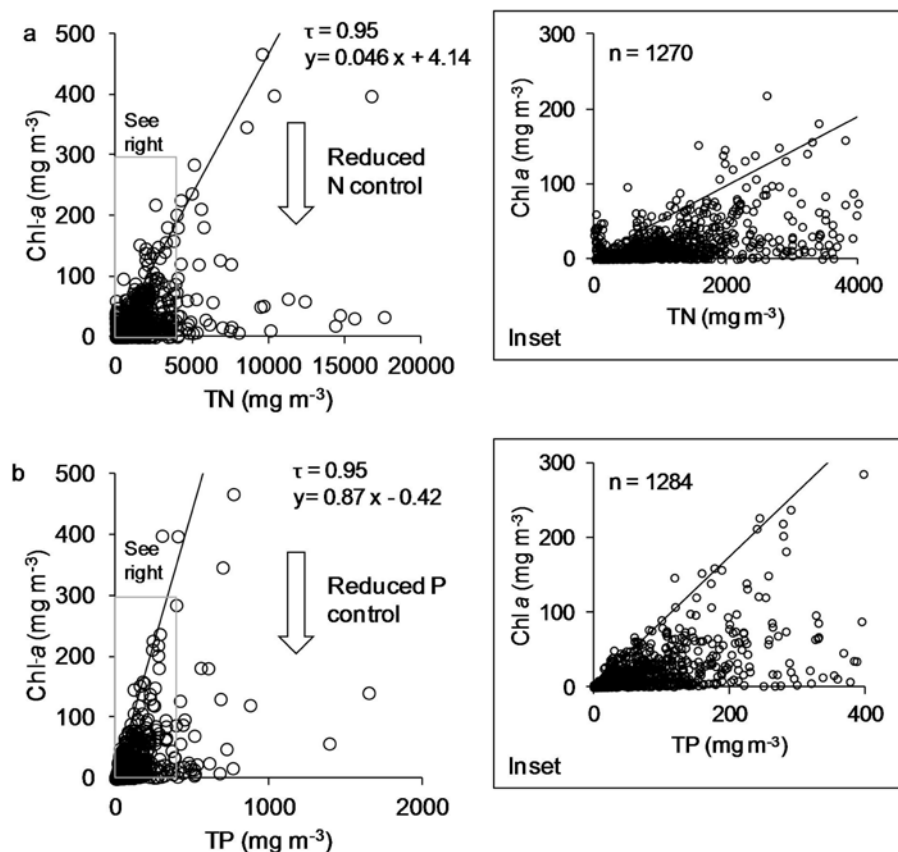 a
τ = 0.95
y= 0.046 x + 4.14
500
400
300
200
100
0
Chl-a (mg m-3)
See
right
Reduced
N control
0 5000 10000 15000 20000
TN (mg m-3)
300
200
100
0
Chl a (mg m-3)
n = 1270
0 2000 4000
TN (mg m-3)
Inset
b
τ = 0.95
y= 0.87 x - 0.42
500
400
300
200
100
0
Chl-a (mg m-3)
See
right
Reduced P
control
0 1000 2000
TP (mg m-3)
300
200
100
0
Chl a (mg m-3)
n = 1284
0 200 400
TP (mg m-3)
Inset